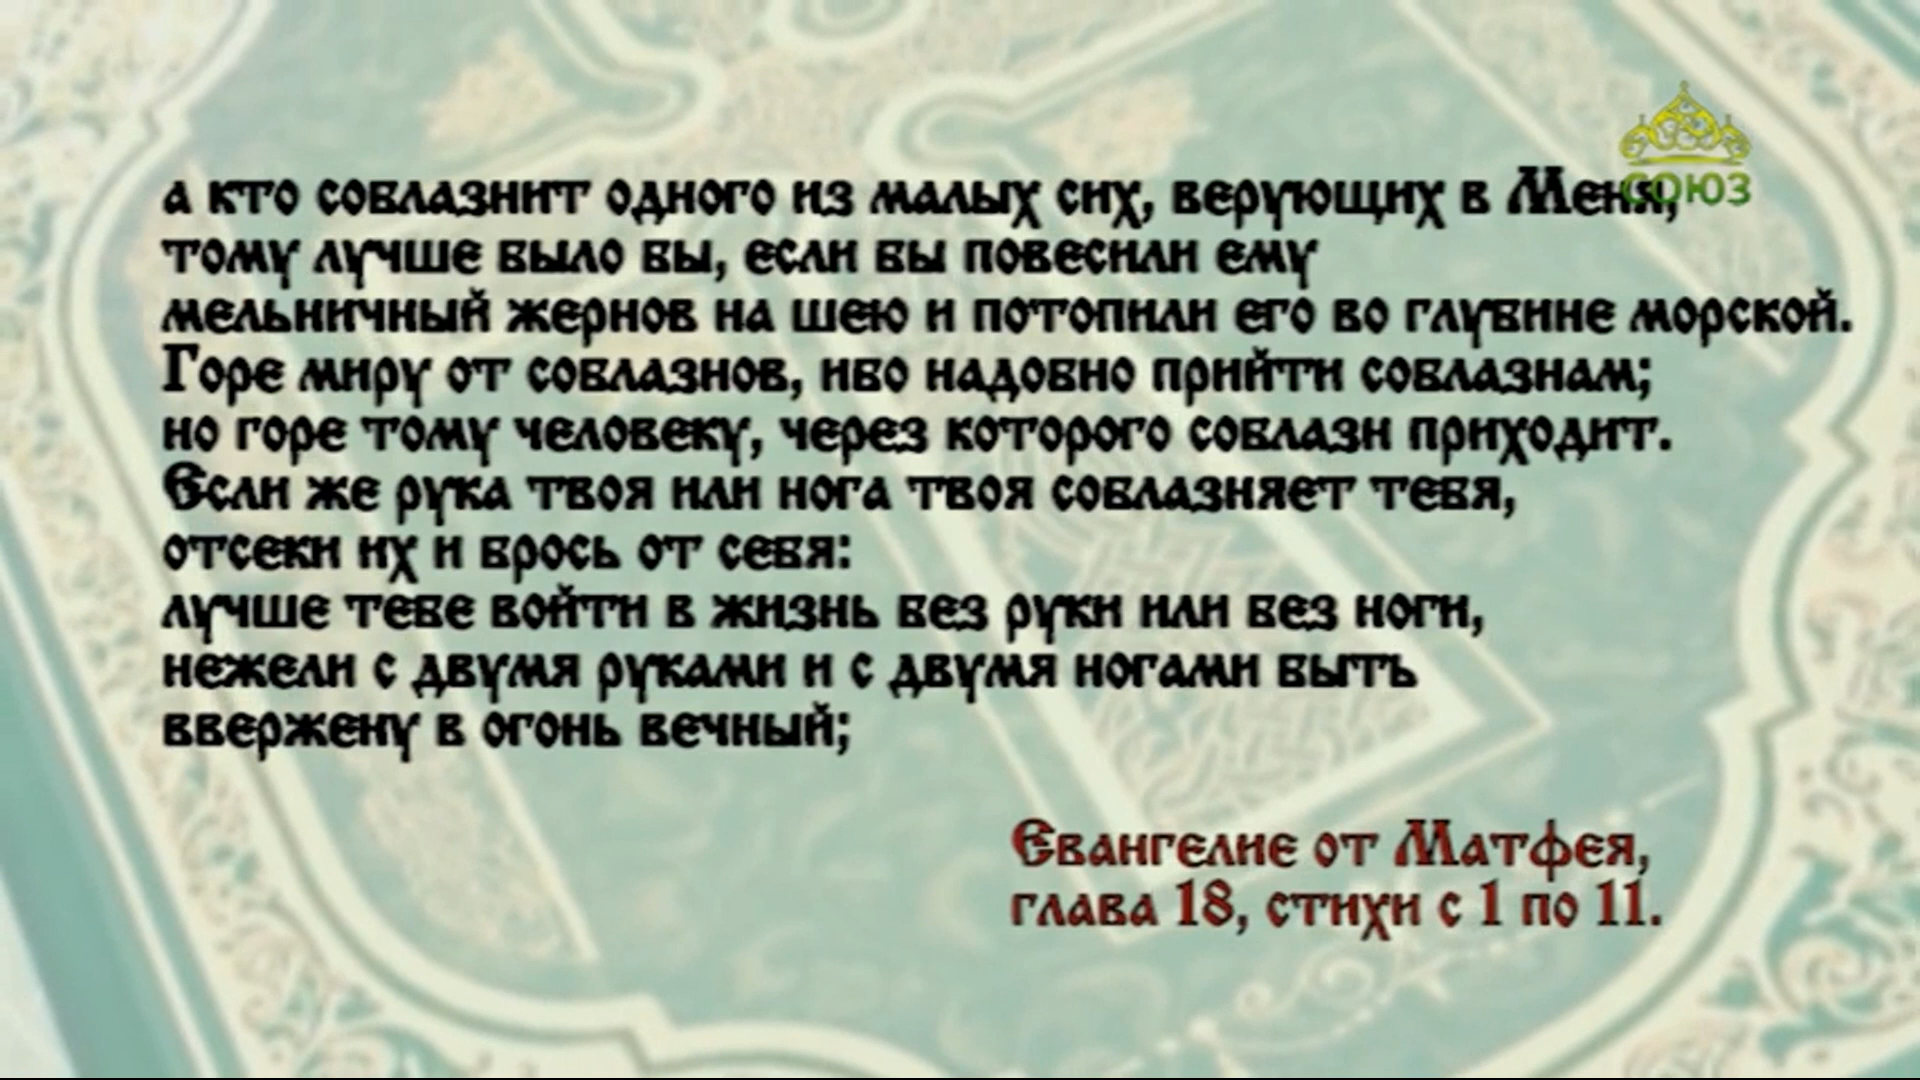 а кто соблазнит одного из малых сих, верующих в Меня,
СОЮЗ
тому лучше было бы, если бы повесили ему
мельничный жернов на шею и потопили его во глубине морской.
Горе миру от соблазнов, ибо надобно прийти соблазнам;
но горе тому человеку, через которого соблазн приходит.
Если же рука твоя или нога твоя соблазняет тебя,
отсеки их и брось от себя:
лучше тебе войти в жизнь без руки или без ноги,
нежели с двумя руками и с двумя ногами быть
ввержену в огонь вечный;
Евангелие от Матфея,
глава 18, стихи с 1 по 11.